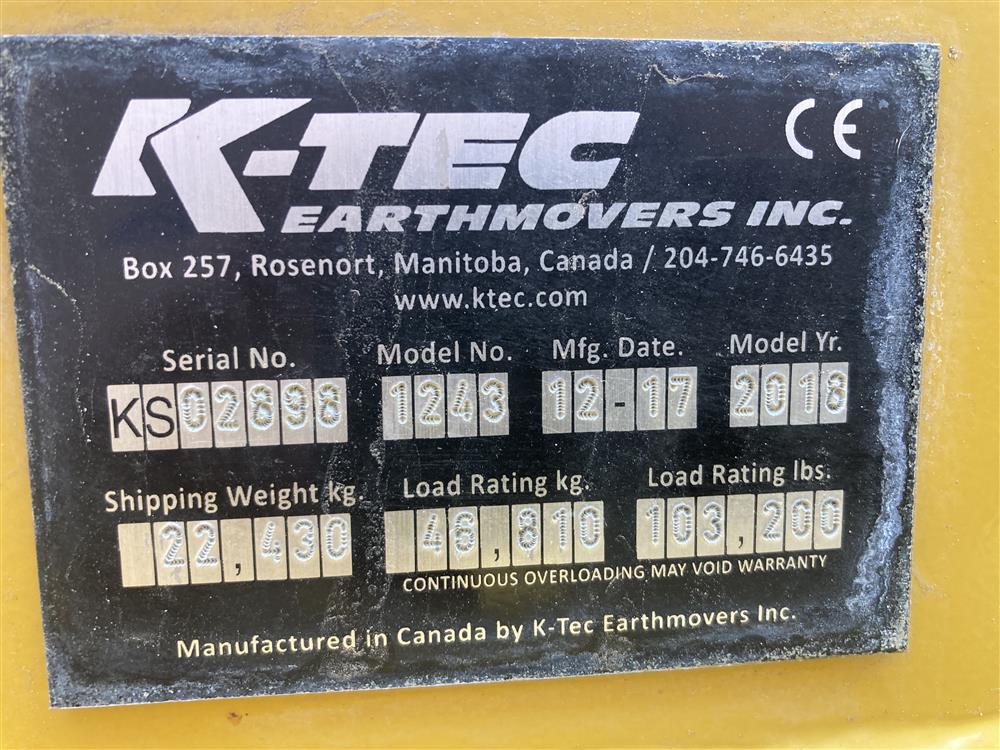 K-TEC
CE
EARTHMOVERS INC.
Box 257, Rosenort, Manitoba, Canada / 204-746-6435
www.ktec.com
Serial No. Model No. Mfg. Date. Model Yr.
KS02898 1243 12-17 2018
Shipping Weight kg. Load Rating kg. Load Rating lbs.
22,430 46,810 103,200
CONTINUOUS OVERLOADING MAY VOID WARRANTY
Manufactured in Canada by K-Tec Earthmovers Inc.